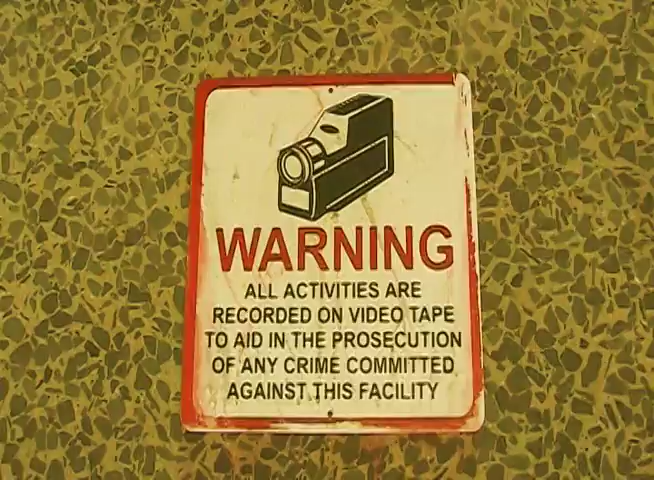 WARNING
ALL ACTIVITIES ARE
RECORDED ON VIDEO TAPE
TO AID IN THE PROSECUTION
OF ANY CRIME COMMITTED
AGAINST THIS FACILITY